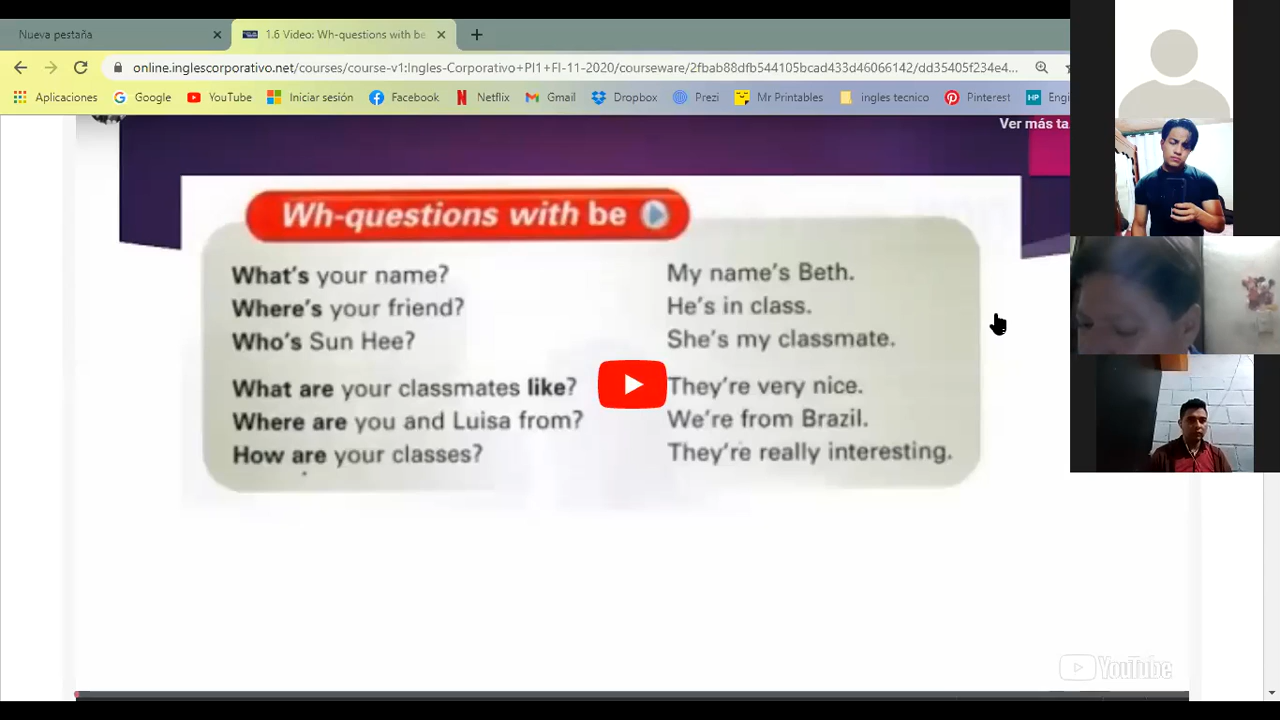 Nueva pestaña
1.6 Video: Wh-questions with be
online.inglescorporativo.net/courses/course-v1:Ingles-Corporativo+PI1+FI-11-2020/courseware/2fbab88dfb544105bcad433d46066142/dd35405f234e4...
Aplicaciones Google YouTube Iniciar sesión Facebook Netflix Gmail Dropbox Prezi Mr Printables ingles tecnico Pinterest HP Engl
Ver más ta
Wh-questions with be
What's your name? My name's Beth.
Where's your friend? He's in class.
Who's Sun Hee? She's my classmate.
What are your classmates like? They're very nice.
Where are you and Luisa from? We're from Brazil.
How are your classes? They're really interesting.
YouTube